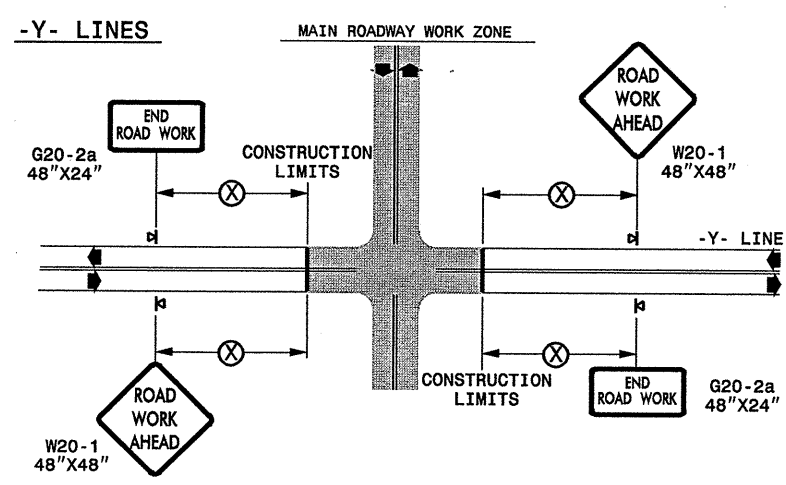 -Y- LINES
MAIN ROADWAY WORK ZONE
END
ROAD WORK
G20-2a
48"X24"
CONSTRUCTION
LIMITS
ROAD
WORK
AHEAD
W20-1
48"X48"
X
X
-Y- LINE
X
X
ROAD
WORK
AHEAD
W20-1
48"X48"
CONSTRUCTION
LIMITS
END
ROAD WORK
G20-2a
48"X24"